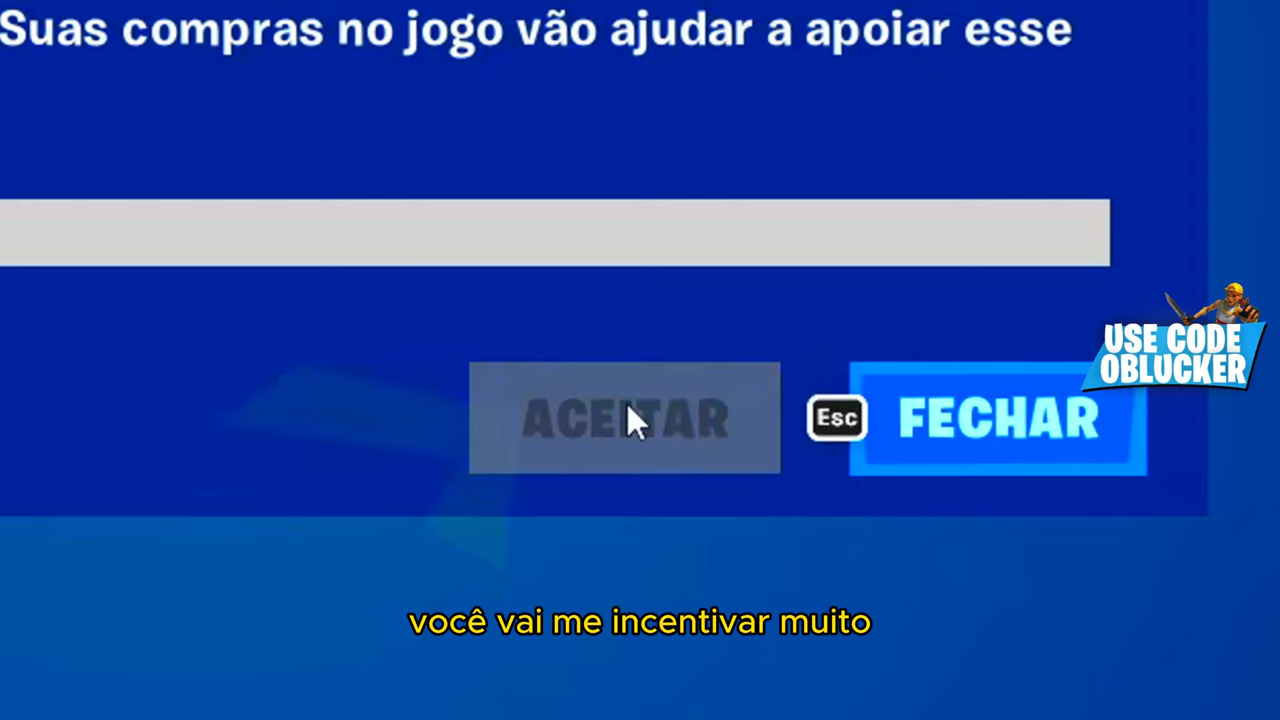 Suas compras no jogo vão ajudar a apoiar esse
USE CODE
OBLUCKER
ACEITAR
Esc
FECHAR
você vai me incentivar muito